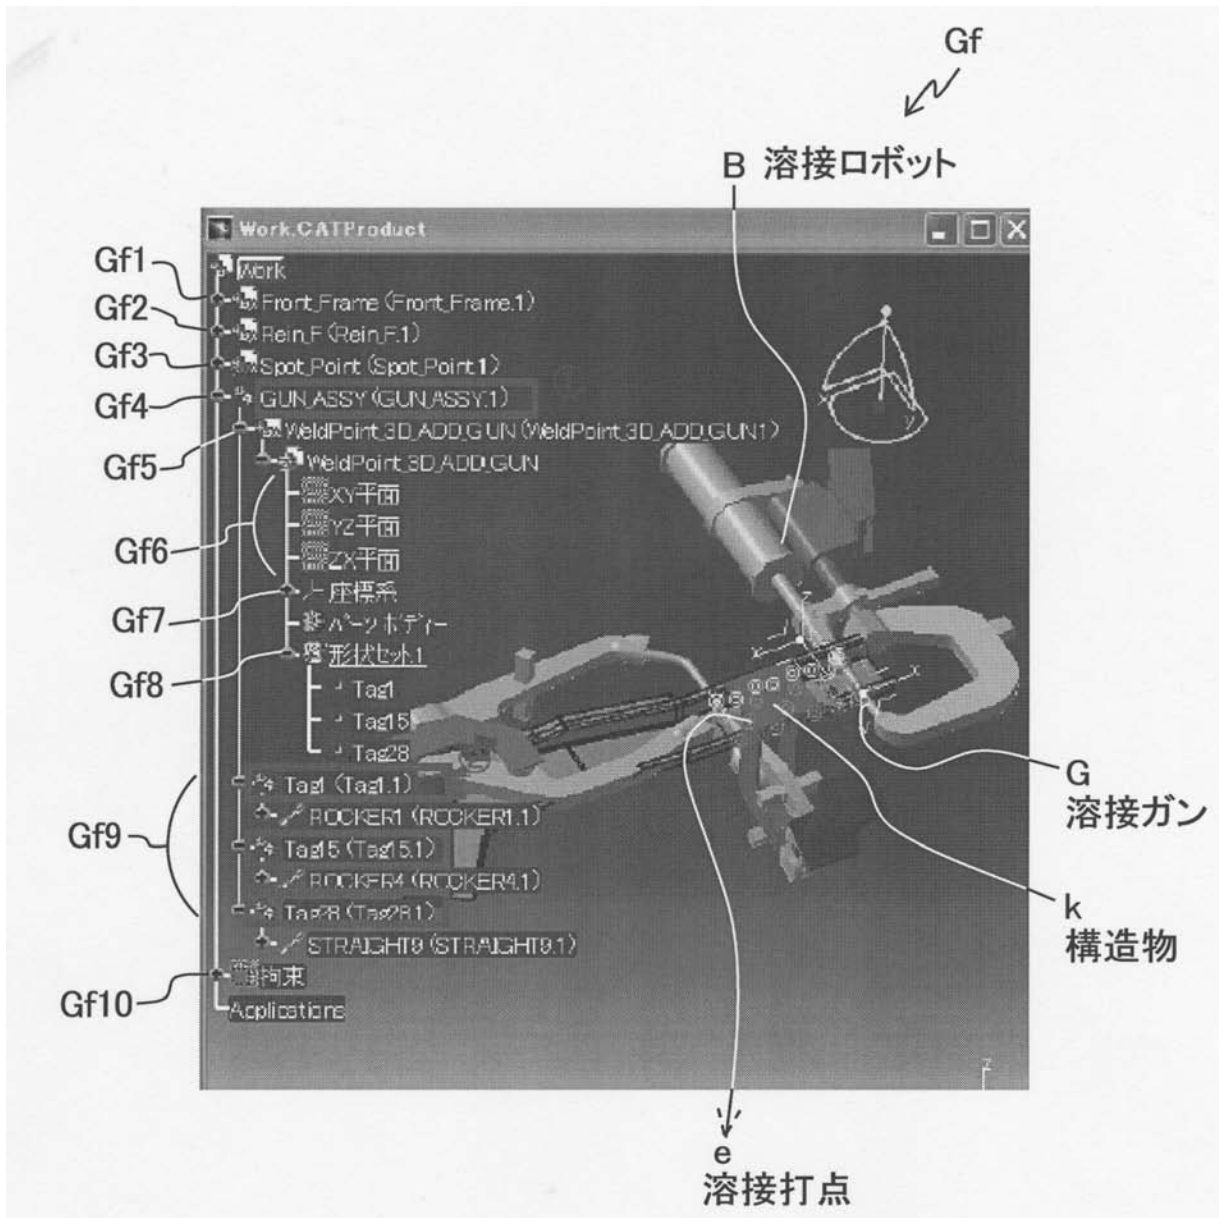 Gf
B 溶接ロボット
Work.CATProduct
Gf1
Work
Gf2
Front_Frame (Front_Frame.1)
Rein_F (Rein_F.1)
Gf3
Spot_Point (Spot_Point.1)
Gf4
GUN_ASSY (GUN_ASSY.1)
WeldPoint_3D_ADD_GUN (WeldPoint_3D_ADD_GUN1)
Gf5
WeldPoint_3D_ADD_GUN
XY平面
YZ平面
Gf6
ZX平面
座標系
Gf7
パーツ ボディー
形状セット.1
Gf8
Tag1
Tag15
Tag28
Tag1 (Tag1.1)
ROCKER1 (ROCKER1.1)
Gf9
Tag15 (Tag15.1)
ROCKER4 (ROCKER4.1)
Tag28 (Tag28.1)
STRAIGHT9 (STRAIGHT9.1)
Gf10
拘束
Applications
x
y
z
x
x
y
z
G
溶接ガン
k
構造物
e
溶接打点